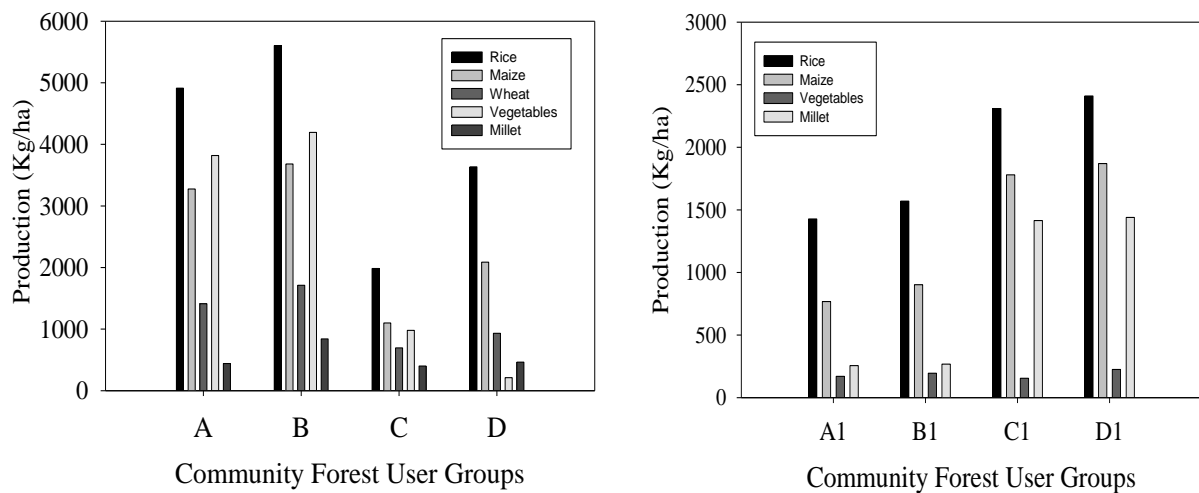 Production (Kg/ha)
6000
5000
4000
3000
2000
1000
0
Rice
Maize
Wheat
Vegetables
Millet
A B C D
Community Forest User Groups
Production (Kg/ha)
3000
2500
2000
1500
1000
500
0
Rice
Maize
Vegetables
Millet
A1 B1 C1 D1
Community Forest User Groups